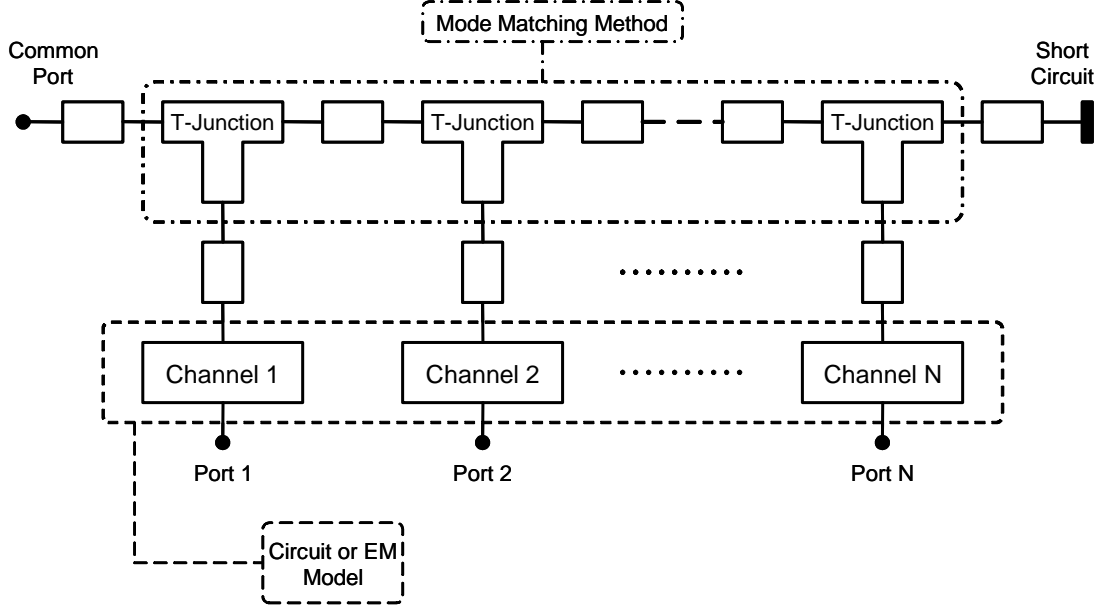 Mode Matching Method
Common
Port
Short
Circuit
T-Junction
T-Junction
T-Junction
Channel 1
Channel 2
Channel N
Port 1
Port 2
Port N
Circuit or EM
Model